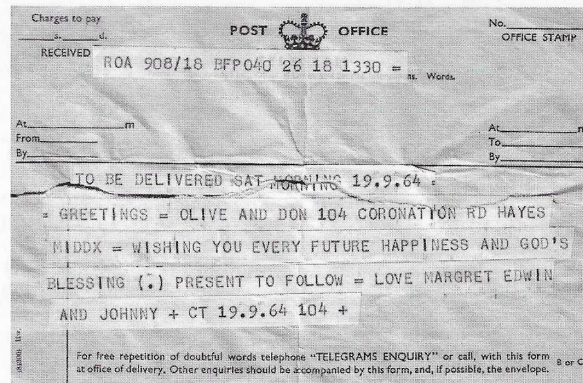 Charges to pay
s. d.
RECEIVED
POST OFFICE
No.
OFFICE STAMP
ROA 908/18 BFP040 26 18 1330 =
Words.
At m
From
By
At m
To
By
TO BE DELIVERED SAT MORNING 19.9.64 =
= GREETINGS = OLIVE AND DON 104 CORONATION RD HAYES
MIDDX = WISHING YOU EVERY FUTURE HAPPINESS AND GOD'S
BLESSING (.) PRESENT TO FOLLOW = LOVE MARGRET EDWIN
AND JOHNNY + CT 19.9.64 104 +
For free repetition of doubtful words telephone "TELEGRAMS ENQUIRY" or call, with this form
at office of delivery. Other enquiries should be accompanied by this form, and, if possible, the envelope.
B or C